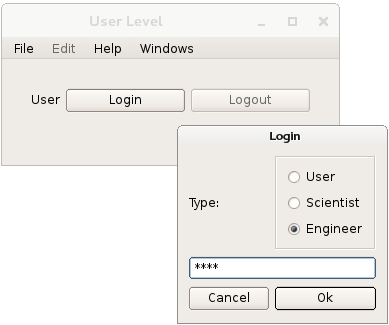 User Level
File Edit Help Windows
User Login Logout
Login
Type:
User
Scientist
Engineer
****
Cancel Ok